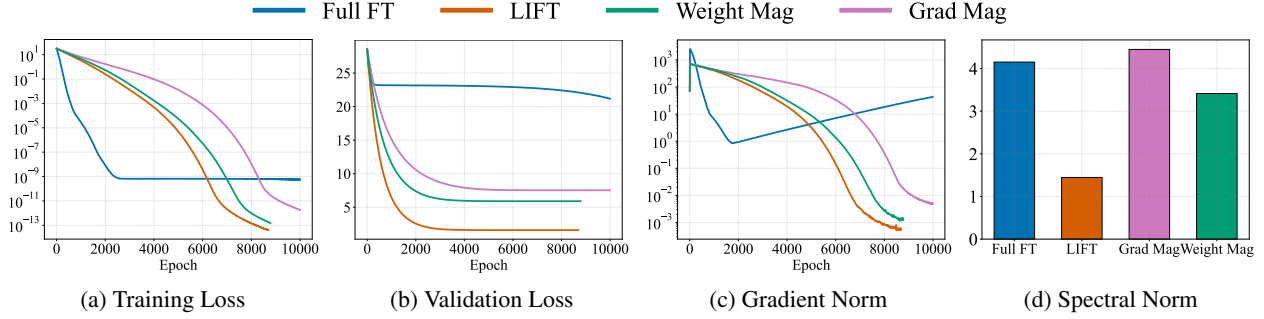 Full FT LIFT Weight Mag Grad Mag
10^1
10^-1
10^-3
10^-5
10^-7
10^-9
10^-11
10^-13
0 2000 4000 6000 8000 10000
Epoch
(a) Training Loss
25
20
15
10
5
0 2000 4000 6000 8000 10000
Epoch
(b) Validation Loss
10^3
10^2
10^1
10^0
10^-1
10^-2
10^-3
0 2000 4000 6000 8000 10000
Epoch
(c) Gradient Norm
4
3
2
1
0
Full FT LIFT Grad Mag Weight Mag
(d) Spectral Norm